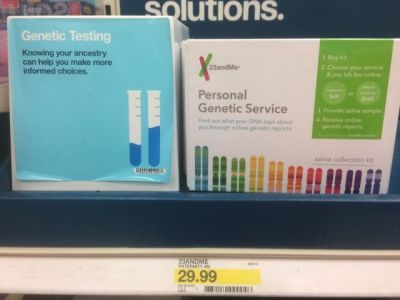 solutions.
Genetic Testing
Knowing your ancestry
can help you make more
informed choices.
23andMe
Personal
Genetic Service
Find out what your DNA says about
you through online genetic reports.
1. Buy kit
2. Choose your service
& pay lab fee online
or
3. Provide saliva sample
4. Receive online
genetic reports
saliva collection kit
23ANDME
29.99